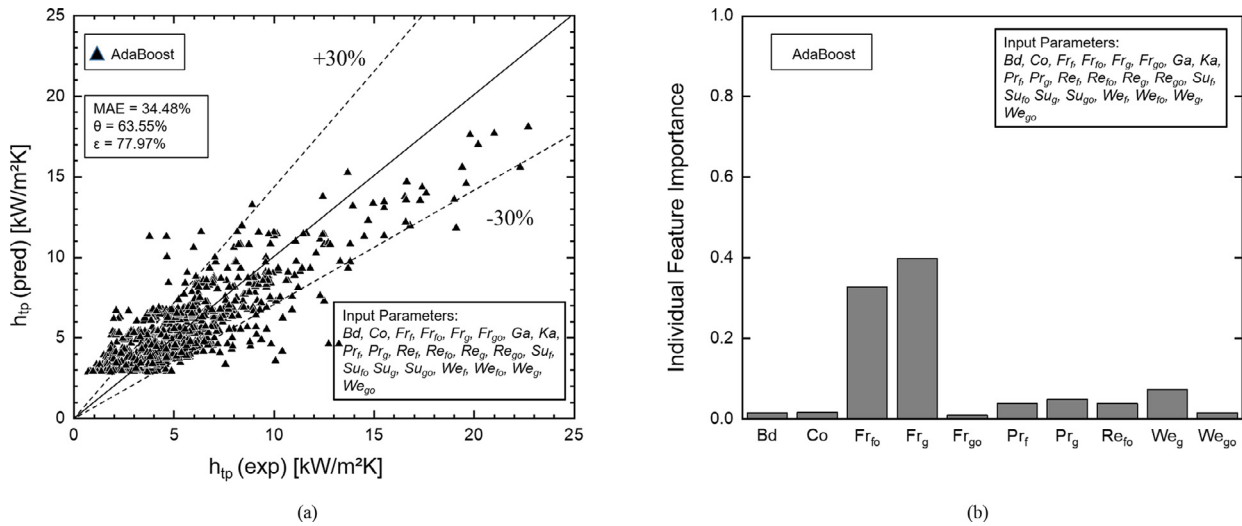 25
20
15
10
5
0
h_tp (pred) [kW/m²K]
AdaBoost
MAE = 34.48%
θ = 63.55%
ε = 77.97%
+30%
-30%
Input Parameters:
Bd, Co, Fr_f, Fr_fo, Fr_g, Fr_go, Ga, Ka,
Pr_f, Pr_g, Re_f, Re_fo, Re_g, Re_go, Su_f,
Su_fo Su_g, Su_go, We_f, We_fo, We_g,
We_go
0 5 10 15 20 25
h_tp (exp) [kW/m²K]
(a)
1.0
0.8
0.6
0.4
0.2
0.0
Individual Feature Importance
AdaBoost
Input Parameters:
Bd, Co, Fr_f, Fr_fo, Fr_g, Fr_go, Ga, Ka,
Pr_f, Pr_g, Re_f, Re_fo, Re_g, Re_go, Su_f,
Su_fo Su_g, Su_go, We_f, We_fo, We_g,
We_go
Bd Co Fr_fo Fr_g Fr_go Pr_f Pr_g Re_fo We_g We_go
(b)